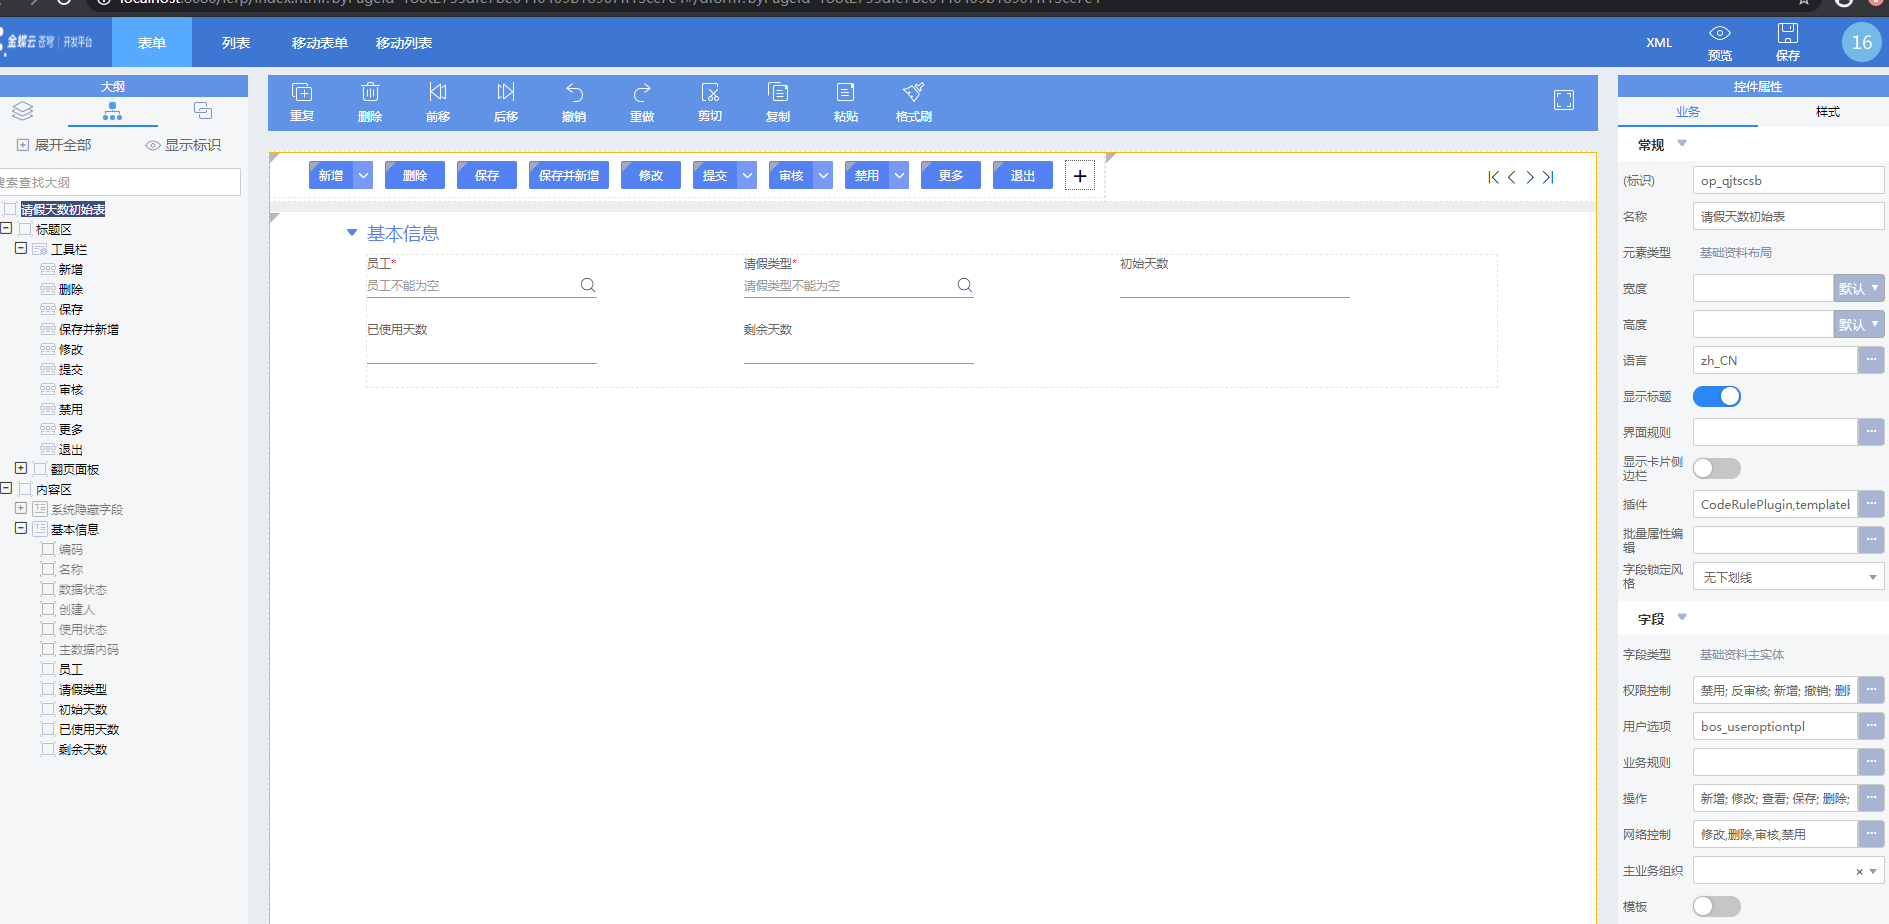 金蝶云 苍穹 | 开发平台
表单
列表
移动表单
移动列表
XML
预览
保存
16
大纲
展开全部
显示标识
搜索查找大纲
请假天数初始表
标题区
工具栏
新增
删除
保存
保存并新增
修改
提交
审核
禁用
更多
退出
翻页面板
内容区
系统隐藏字段
基本信息
编码
名称
数据状态
创建人
使用状态
主数据内码
员工
请假类型
初始天数
已使用天数
剩余天数
重复
删除
前移
后移
撤销
重做
剪切
复制
粘贴
格式刷
新增
删除
保存
保存并新增
修改
提交
审核
禁用
更多
退出
基本信息
员工*
员工不能为空
请假类型*
请假类型不能为空
初始天数
已使用天数
剩余天数
控件属性
业务
样式
常规
(标识)
op_qjtscsb
名称
请假天数初始表
元素类型
基础资料布局
宽度
默认
高度
默认
语言
zh_CN
显示标题
界面规则
显示卡片侧
边栏
插件
CodeRulePlugin,template
批量属性编
辑
字段锁定风
格
无下划线
字段
字段类型
基础资料主实体
权限控制
禁用; 反审核; 新增; 撤销; 删
用户选项
bos_useroptiontpl
业务规则
操作
新增; 修改; 查看; 保存; 删除;
网络控制
修改,删除,审核,禁用
主业务组织
模板